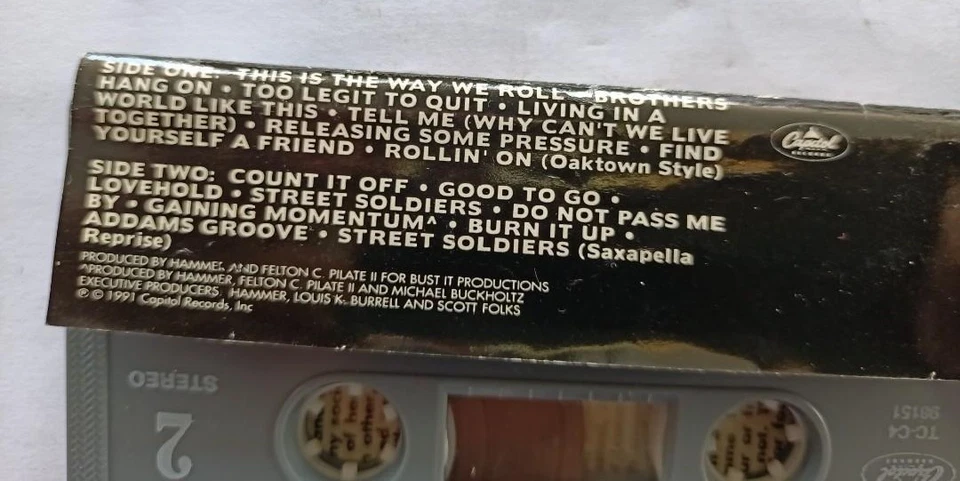 SIDE ONE: THIS IS THE WAY WE ROLL • BROTHERS
HANG ON • TOO LEGIT TO QUIT • LIVING IN A
WORLD LIKE THIS • TELL ME (WHY CAN'T WE LIVE
TOGETHER) • RELEASING SOME PRESSURE • FIND
YOURSELF A FRIEND • ROLLIN' ON (Oaktown Style)
SIDE TWO: COUNT IT OFF • GOOD TO GO •
LOVEHOLD • STREET SOLDIERS • DO NOT PASS ME
BY • GAINING MOMENTUM^ • BURN IT UP •
ADDAMS GROOVE • STREET SOLDIERS (Saxapella
Reprise)
PRODUCED BY HAMMER AND FELTON C. PILATE II FOR BUST IT PRODUCTIONS
^PRODUCED BY HAMMER, FELTON C. PILATE II AND MICHAEL BUCKHOLTZ
EXECUTIVE PRODUCERS HAMMER, LOUIS K. BURRELL AND SCOTT FOLKS
℗ © 1991 Capitol Records, Inc
Capitol
RECORDS
STEREO
2
TC-C4
98151
Capitol